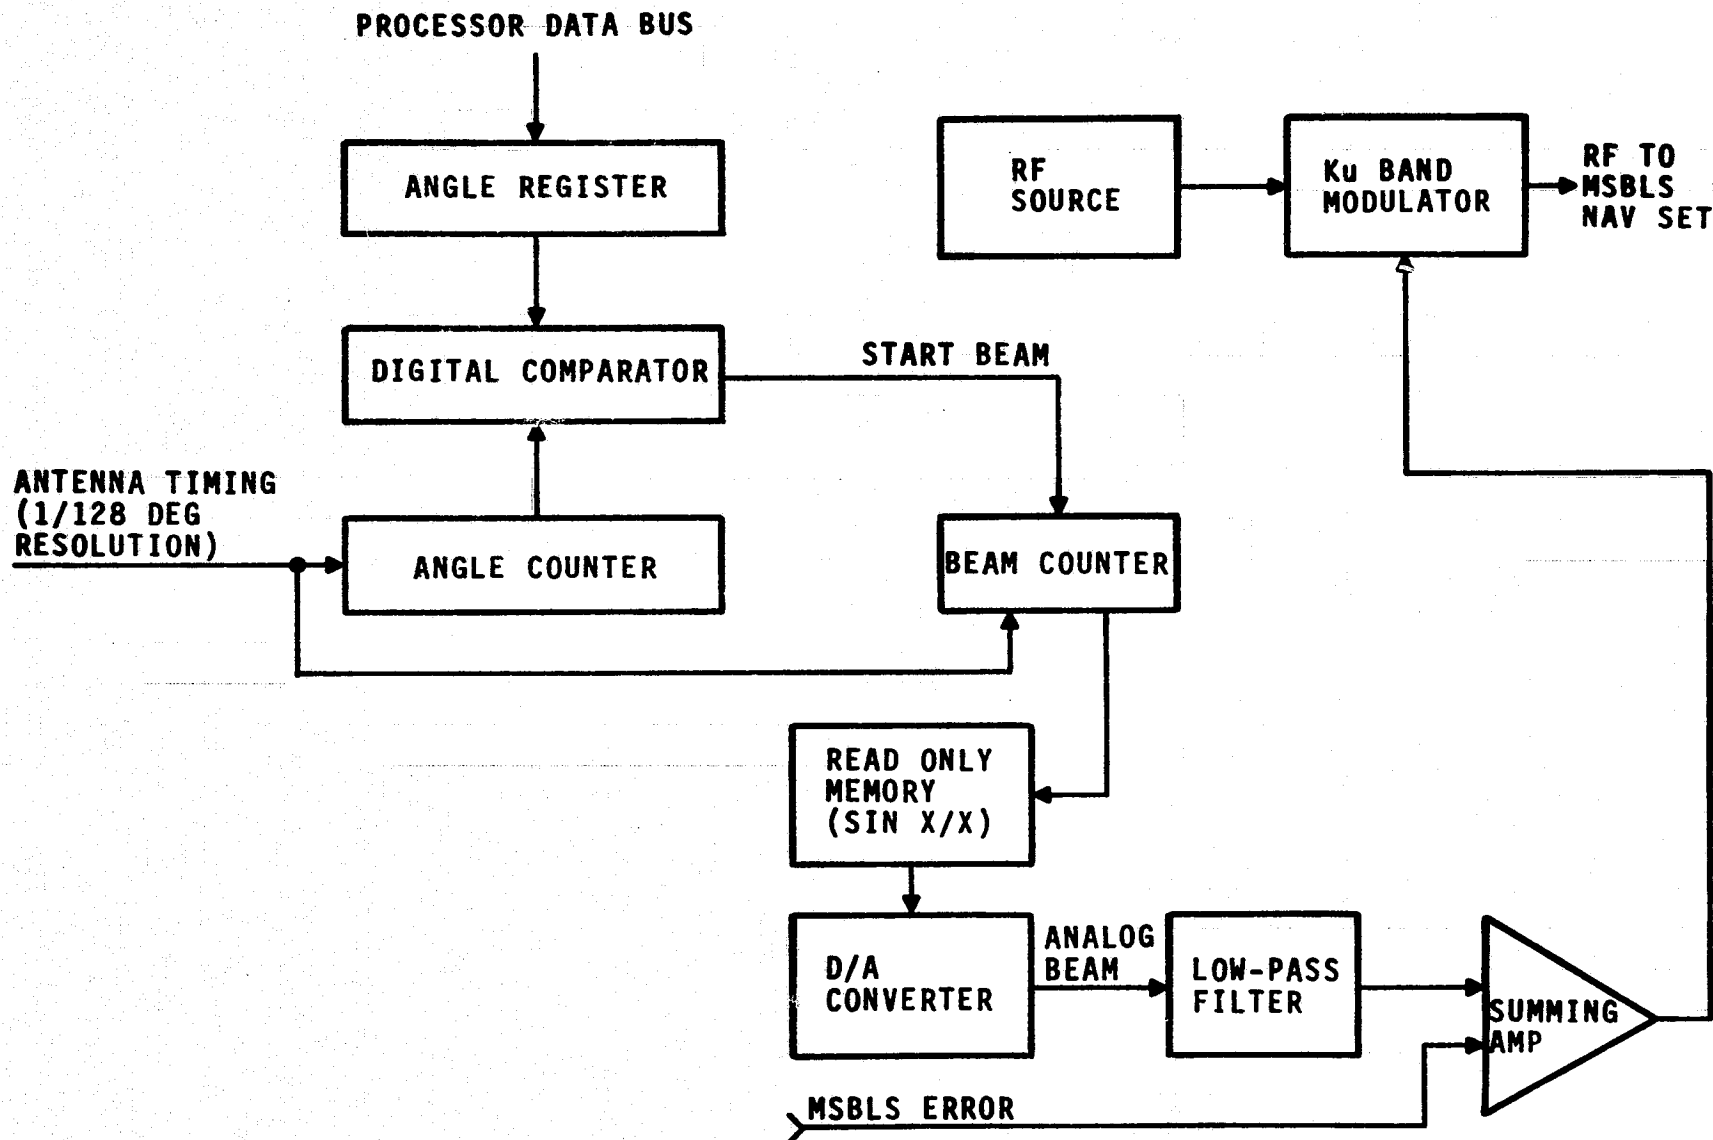 PROCESSOR DATA BUS
ANGLE REGISTER
RF
SOURCE
Ku BAND
MODULATOR
RF TO
MSBLS
NAV SET
DIGITAL COMPARATOR
START BEAM
ANTENNA TIMING
(1/128 DEG
RESOLUTION)
ANGLE COUNTER
BEAM COUNTER
READ ONLY
MEMORY
(SIN X/X)
D/A
CONVERTER
ANALOG
BEAM
LOW-PASS
FILTER
SUMMING
AMP
MSBLS ERROR